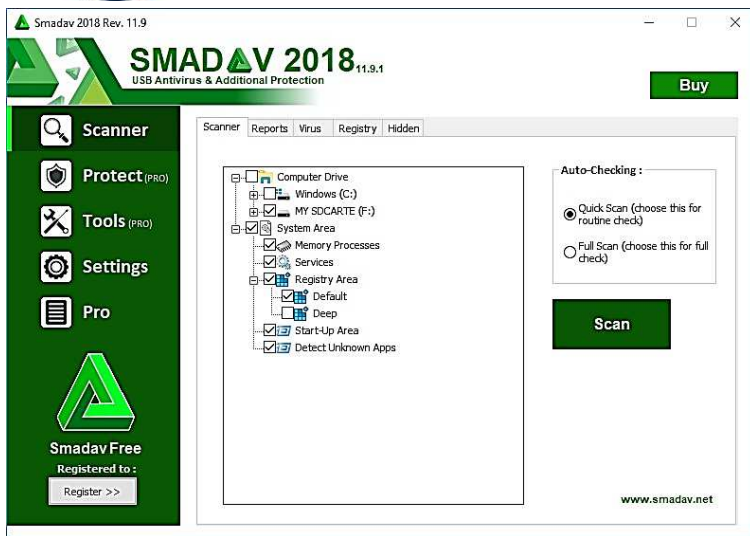 Smadav 2018 Rev. 11.9
SMADAV 2018 11.9.1
USB Antivirus & Additional Protection
Buy
Scanner
Protect (PRO)
Tools (PRO)
Settings
Pro
Smadav Free
Registered to :
Register >>
Scanner Reports Virus Registry Hidden
Computer Drive
Windows (C:)
MY SDCARTE (F:)
System Area
Memory Processes
Services
Registry Area
Default
Deep
Start-Up Area
Detect Unknown Apps
Auto-Checking :
Quick Scan (choose this for
routine check)
Full Scan (choose this for full
check)
Scan
www.smadav.net